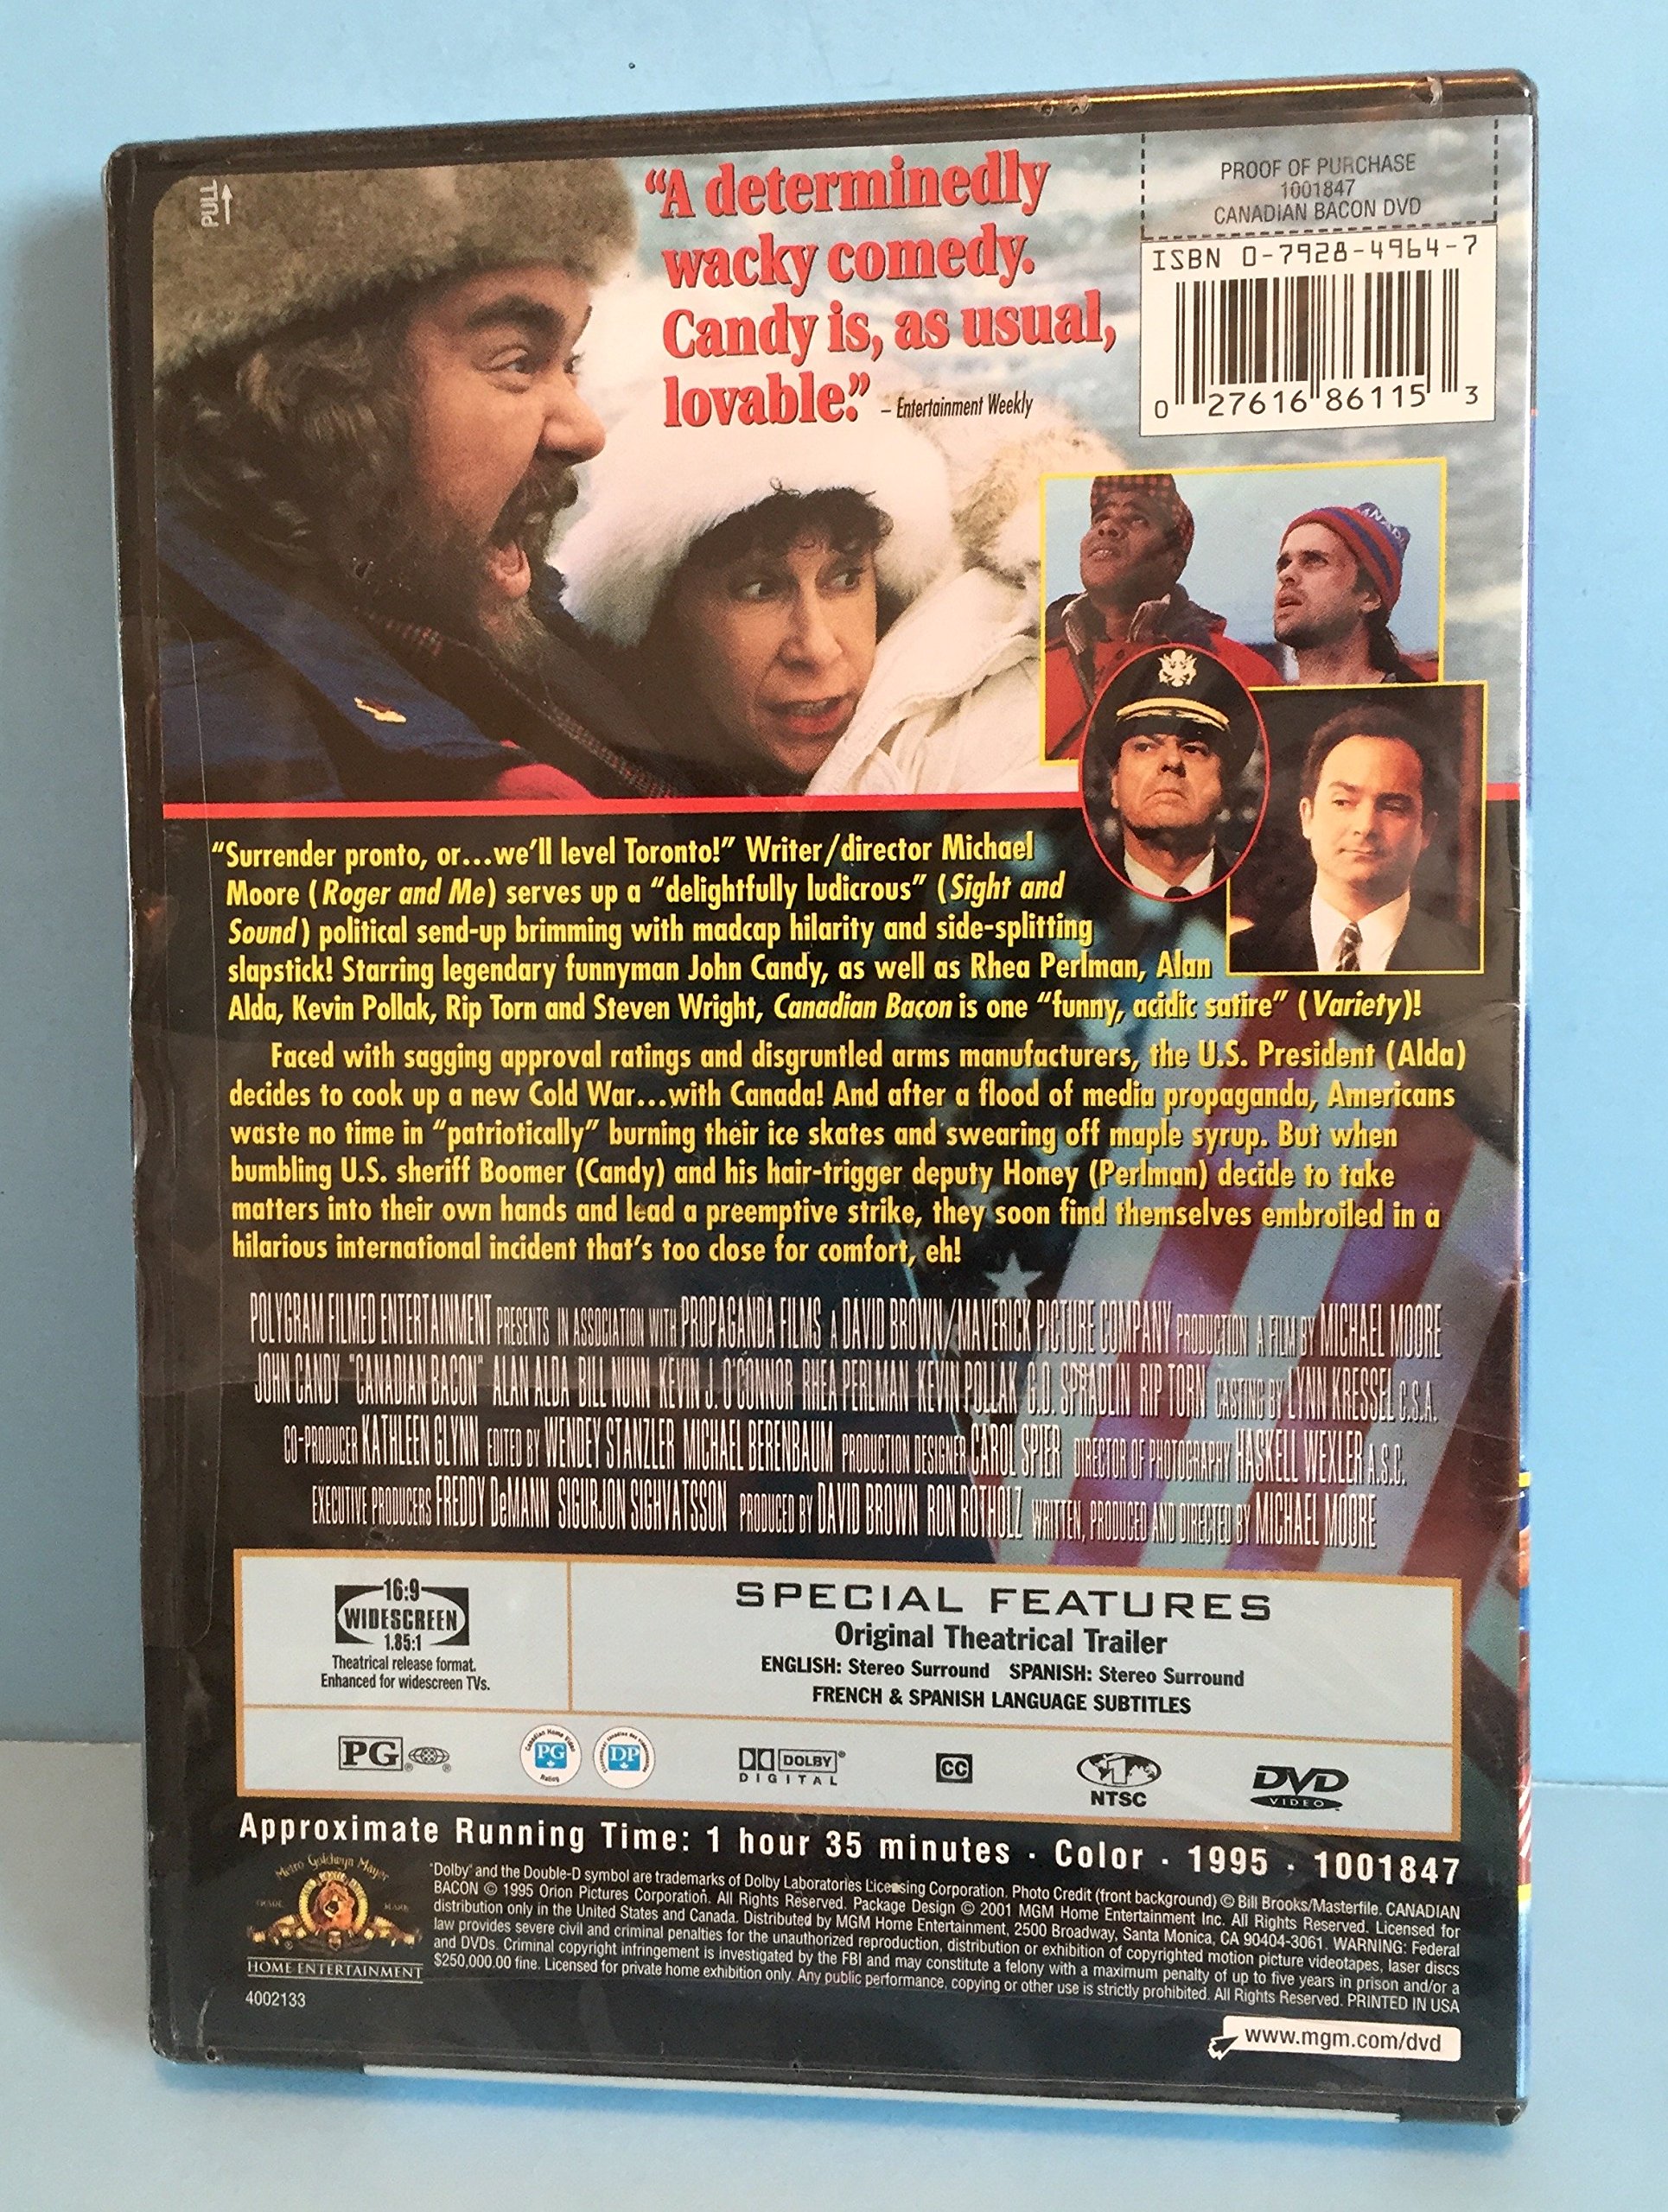 PULL
“A determinedly
wacky comedy.
Candy is, as usual,
lovable.” – Entertainment Weekly
PROOF OF PURCHASE
1001847
CANADIAN BACON DVD
ISBN 0-7928-4964-7
0 27616 86115 3
“Surrender pronto, or...we’ll level Toronto!” Writer/director Michael
Moore (Roger and Me) serves up a “delightfully ludicrous” (Sight and
Sound) political send-up brimming with madcap hilarity and side-splitting
slapstick! Starring legendary funnyman John Candy, as well as Rhea Perlman, Alan
Alda, Kevin Pollak, Rip Torn and Steven Wright, Canadian Bacon is one “funny, acidic satire” (Variety)!
Faced with sagging approval ratings and disgruntled arms manufacturers, the U.S. President (Alda)
decides to cook up a new Cold War...with Canada! And after a flood of media propaganda, Americans
waste no time in “patriotically” burning their ice skates and swearing off maple syrup. But when
bumbling U.S. sheriff Boomer (Candy) and his hair-trigger deputy Honey (Perlman) decide to take
matters into their own hands and lead a preemptive strike, they soon find themselves embroiled in a
hilarious international incident that’s too close for comfort, eh!
POLYGRAM FILMED ENTERTAINMENT PRESENTS IN ASSOCIATION WITH PROPAGANDA FILMS A DAVID BROWN/MAVERICK PICTURE COMPANY PRODUCTION A FILM BY MICHAEL MOORE
JOHN CANDY "CANADIAN BACON" ALAN ALDA BILL NUNN KEVIN J. O'CONNOR RHEA PERLMAN KEVIN POLLAK G.D. SPRADLIN RIP TORN CASTING BY LYNN KRESSEL C.S.A.
CO-PRODUCER KATHLEEN GLYNN EDITED BY WENDEY STANZLER MICHAEL BERENBAUM PRODUCTION DESIGNER CAROL SPIER DIRECTOR OF PHOTOGRAPHY HASKELL WEXLER A.S.C.
EXECUTIVE PRODUCERS FREDDY DeMANN SIGURJON SIGHVATSSON PRODUCED BY DAVID BROWN RON ROTHOLZ WRITTEN, PRODUCED AND DIRECTED BY MICHAEL MOORE
16:9
WIDESCREEN
1.85:1
Theatrical release format.
Enhanced for widescreen TVs.
SPECIAL FEATURES
Original Theatrical Trailer
ENGLISH: Stereo Surround SPANISH: Stereo Surround
FRENCH & SPANISH LANGUAGE SUBTITLES
PG ®
Canadian Home Video
PG
Rating
DP
DOLBY®
DIGITAL
CC
1
NTSC
DVD
VIDEO
Approximate Running Time: 1 hour 35 minutes · Color · 1995 · 1001847
Metro Goldwyn Mayer
TRADE MARK
HOME ENTERTAINMENT
4002133
"Dolby" and the Double-D symbol are trademarks of Dolby Laboratories Licensing Corporation. Photo Credit (front background) © Bill Brooks/Masterfile. CANADIAN
BACON © 1995 Orion Pictures Corporation. All Rights Reserved. Package Design © 2001 MGM Home Entertainment Inc. All Rights Reserved. Licensed for
distribution only in the United States and Canada. Distributed by MGM Home Entertainment, 2500 Broadway, Santa Monica, CA 90404-3061. WARNING: Federal
law provides severe civil and criminal penalties for the unauthorized reproduction, distribution or exhibition of copyrighted motion picture videotapes, laser discs
and DVDs. Criminal copyright infringement is investigated by the FBI and may constitute a felony with a maximum penalty of up to five years in prison and/or a
$250,000.00 fine. Licensed for private home exhibition only. Any public performance, copying or other use is strictly prohibited. All Rights Reserved. PRINTED IN USA
www.mgm.com/dvd